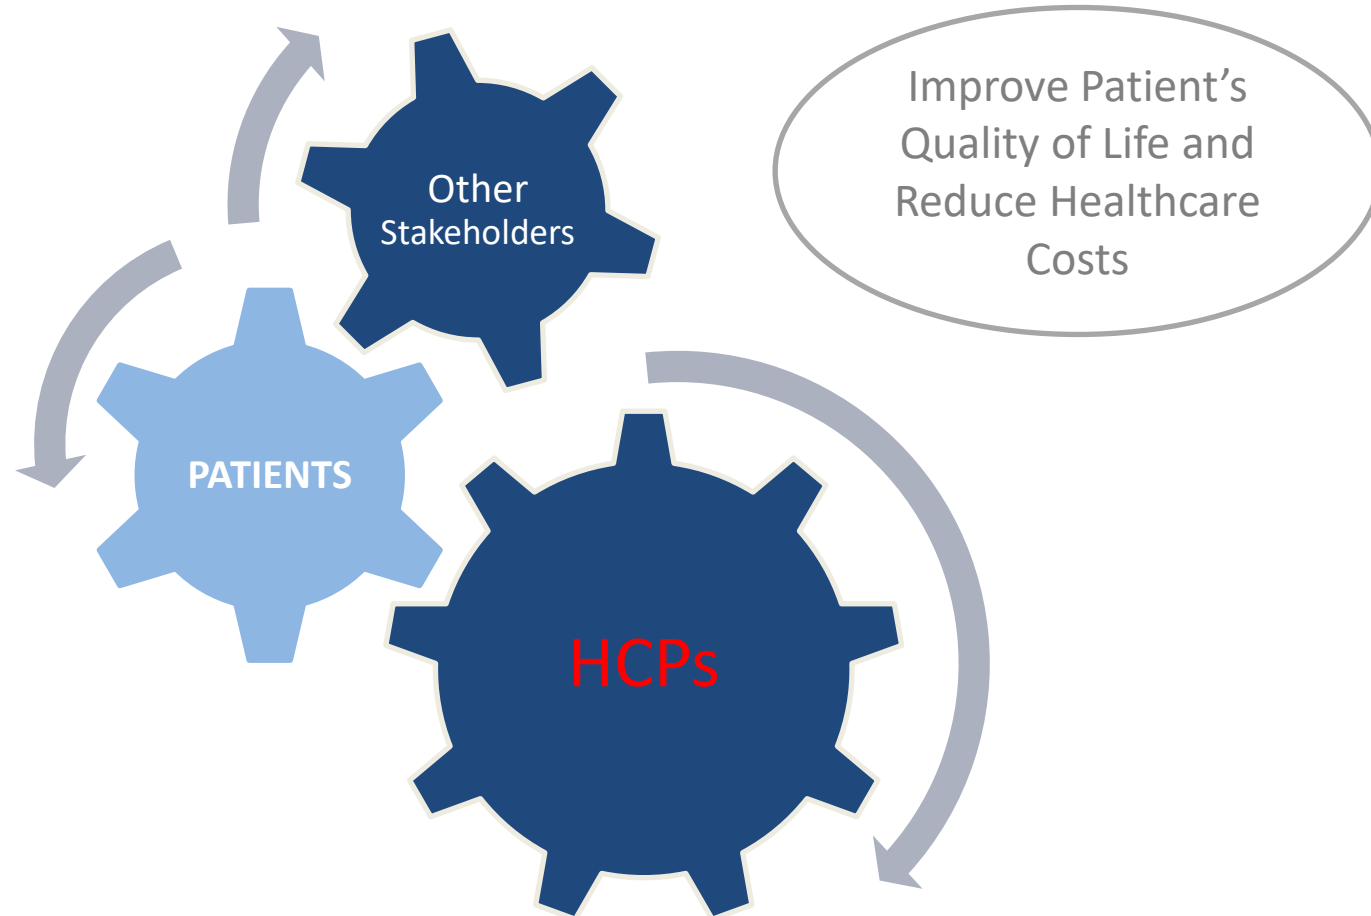 Improve Patient’s
Quality of Life and
Reduce Healthcare
Costs
Other
Stakeholders
PATIENTS
HCPs